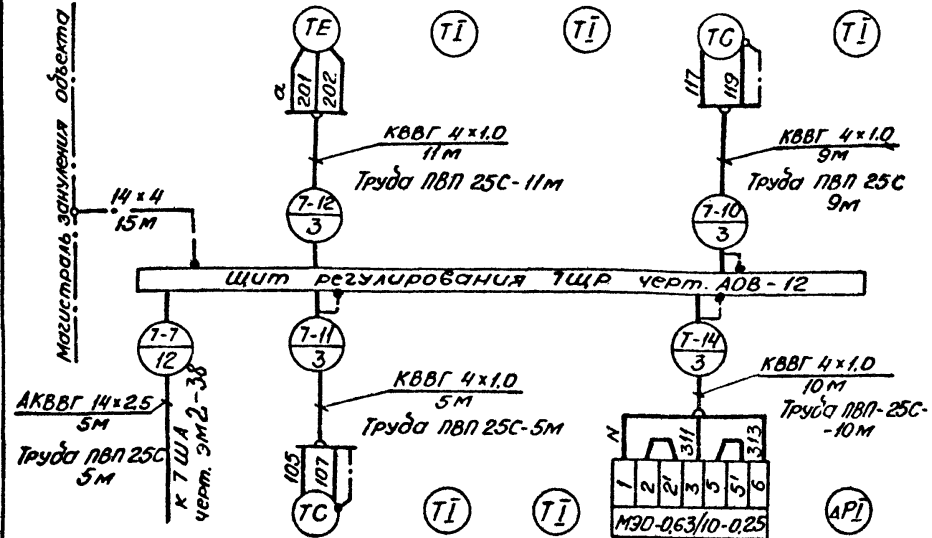 TE
TI
TI
TC
TI
Магистраль зануления объекта
а
201
202
117
119
КВВГ 4×1.0
11м
Труба ПВП 25С-11м
КВВГ 4×1.0
9м
Труба ПВП 25С
9м
14×4
15м
7-12
3
7-10
3
Щит регулирования 7ЩР черт. АОВ-12
7-7
12
7-11
3
Т-14
3
АКВВГ 14×2.5
5м
Труба ПВП 25С
5м
к 7ША
черт. ЭМ2-38
КВВГ 4×1.0
5м
Труба ПВП 25С-5м
КВВГ 4×1.0
10м
Труба ПВП-25С-
-10м
105
107
N
311
313
1 2 2' 3 5 5' 6
МЭО-0,63/10-0,25
TC
TI
TI
ΔPI